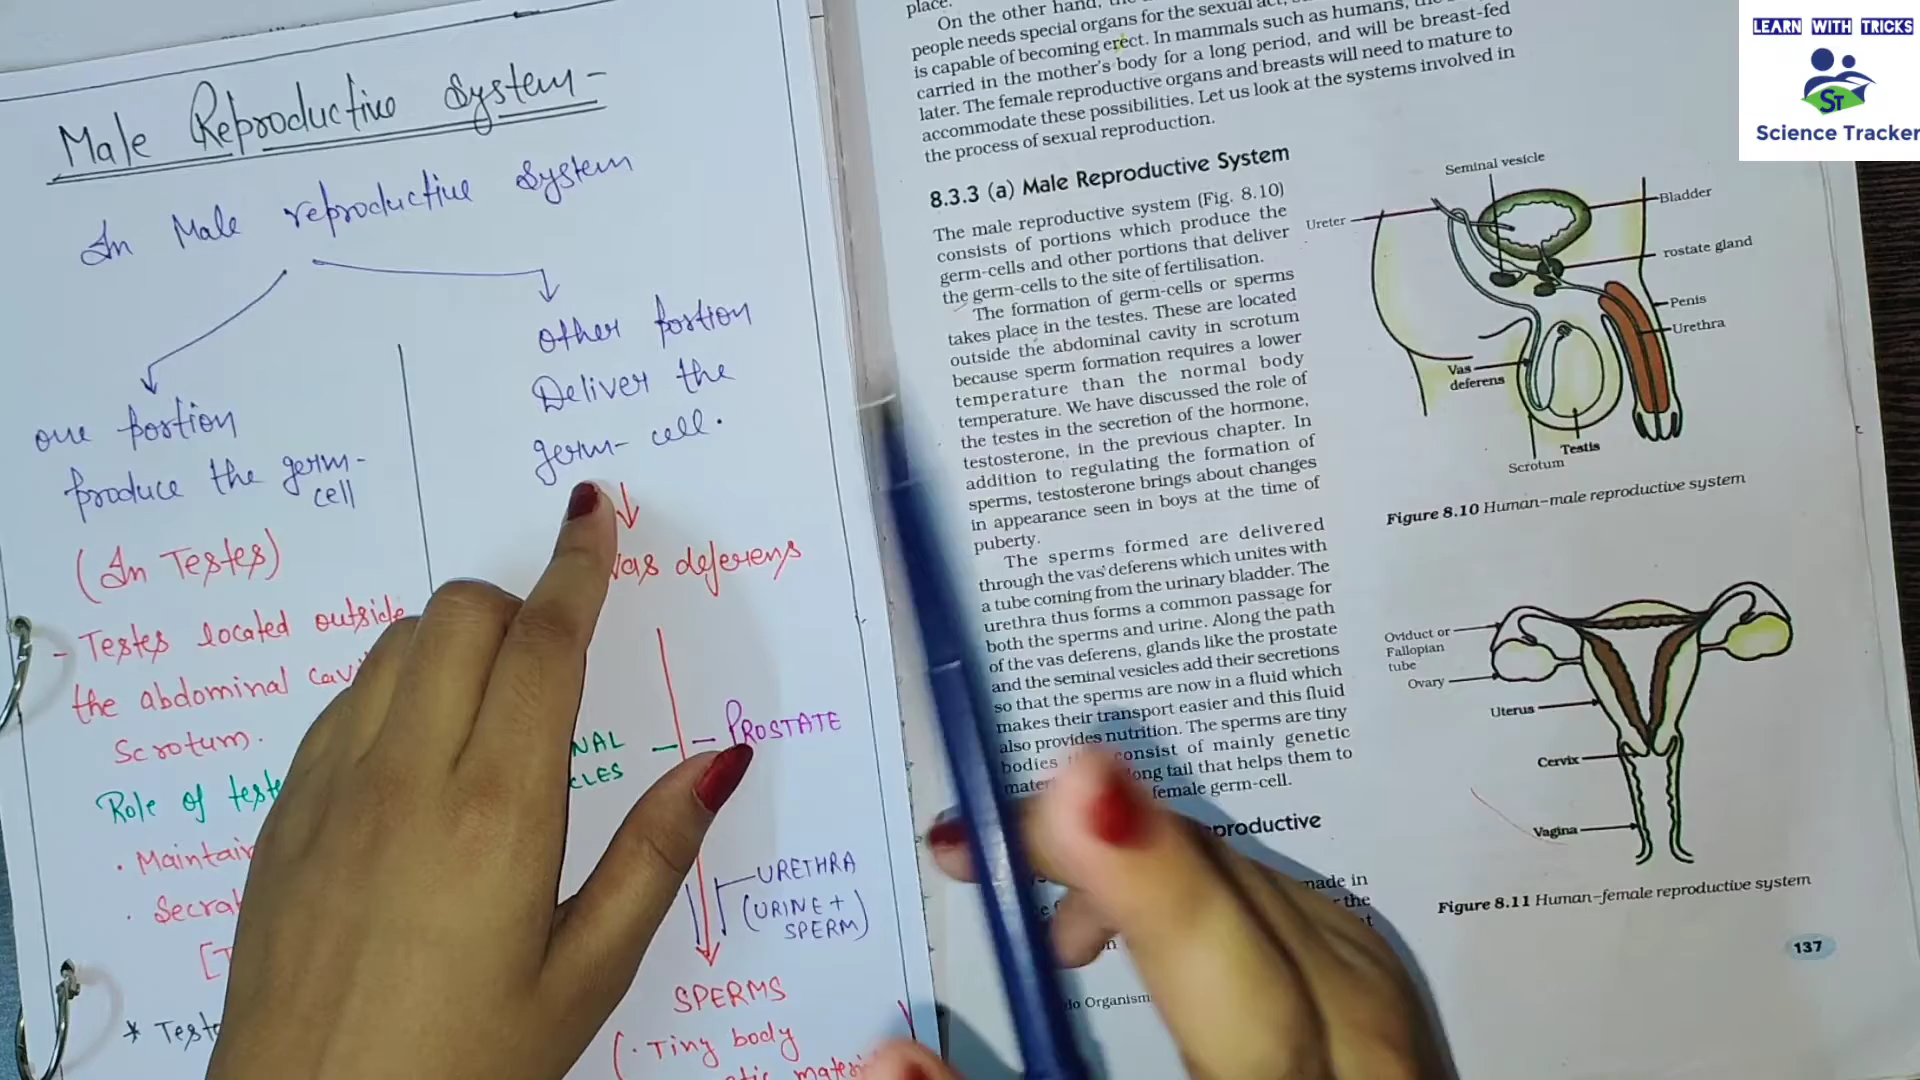 LEARN WITH TRICKS
ST
Science Tracker
Male Reproductive System-
In Male reproductive System
one portion
produce the germ-
cell
(In Testes)
- Testes located outside
the abdominal
Scrotum.
Role of
Maintain
* 
Other portion
Deliver the
germ- cell.
Vas deferens
- - PROSTATE
URETHRA
(URINE +
SPERM)
SPERMS
(. Tiny body
place.
On the other hand, the
people needs special organs for the sexual act,
is capable of becoming erect. In mammals such as humans, the
carried in the mother's body for a long period, and will be breast-fed
later. The female reproductive organs and breasts will need to mature to
accommodate these possibilities. Let us look at the systems involved in
the process of sexual reproduction.
8.3.3 (a) Male Reproductive System
The male reproductive system (Fig. 8.10)
consists of portions which produce the
germ-cells and other portions that deliver
the germ-cells to the site of fertilisation.
The formation of germ-cells or sperms
takes place in the testes. These are located
outside the abdominal cavity in scrotum
because sperm formation requires a lower
temperature than the normal body
temperature. We have discussed the role of
the testes in the secretion of the hormone,
testosterone, in the previous chapter. In
addition to regulating the formation of
sperms, testosterone brings about changes
in appearance seen in boys at the time of
puberty.
The sperms formed are delivered
through the vas deferens which unites with
a tube coming from the urinary bladder. The
urethra thus forms a common passage for
both the sperms and urine. Along the path
of the vas deferens, glands like the prostate
and the seminal vesicles add their secretions
so that the sperms are now in a fluid which
makes their transport easier and this fluid
also provides nutrition. The sperms are tiny
bodies consist of mainly genetic
long tail that helps them to
female germ-cell.
made in
the
Organism
Seminal vesicle
Ureter
Bladder
rostate gland
Penis
Urethra
Vas
deferens
Testis
Scrotum
Figure 8.10 Human-male reproductive system
Oviduct or
Fallopian
tube
Ovary
Uterus
Cervix
Vagina
Figure 8.11 Human-female reproductive system
137